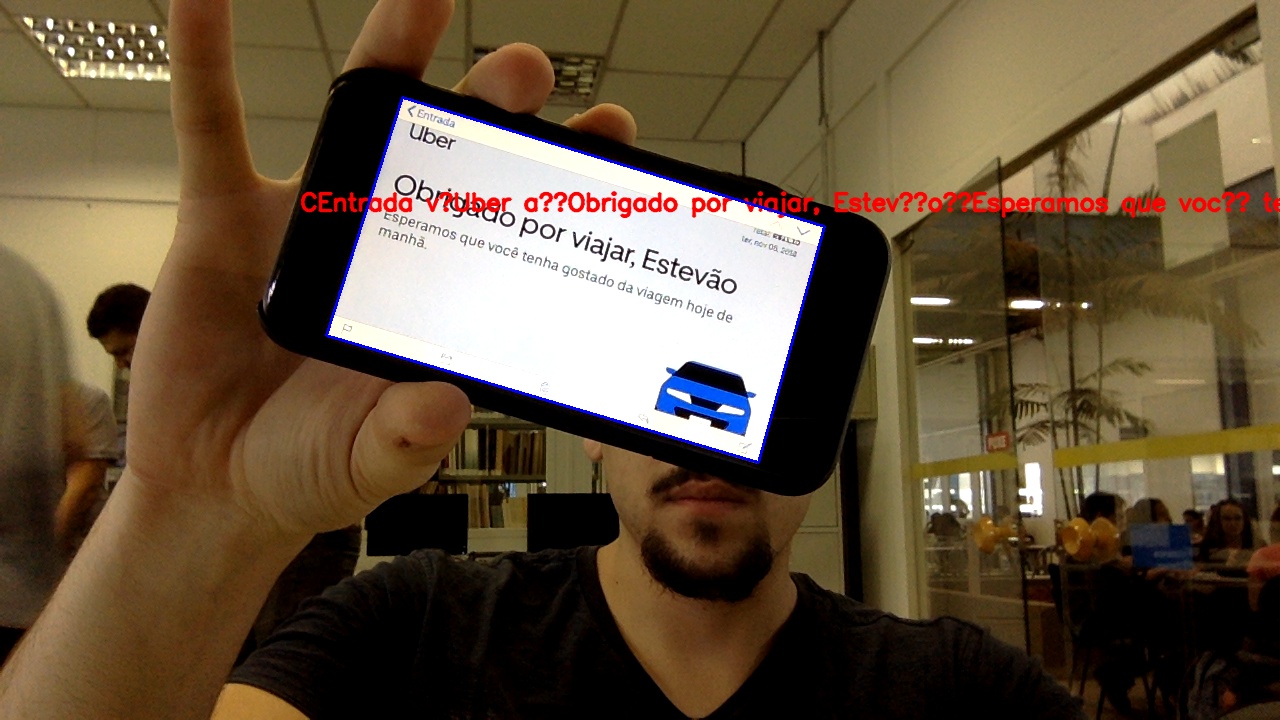 Entrada
Uber
Total:
ter, nov 06, 2018
Obrigado por viajar, Estevão
Esperamos que você tenha gostado da viagem hoje de
manhã.
CEntrada v?Uber a??Obrigado por viajar, Estev??o??Esperamos que voc?? te